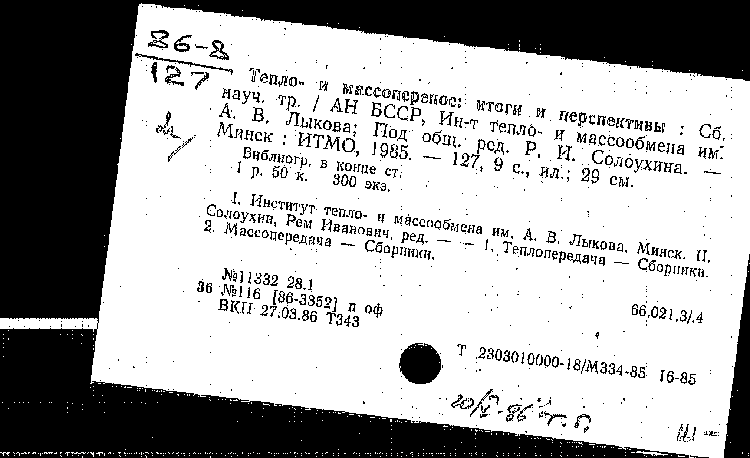 86-8
127
Тепло- и массоперенос: итоги и перспективы : Сб.
науч. тр. / АН БССР, Ин-т тепло- и массообмена им.
А. В. Лыкова; Под общ. ред. Р. И. Солоухина. —
Минск : ИТМО, 1985. — 127, 9 с., ил.; 29 см.
Библиогр. в конце ст.
1 р. 50 к. 300 экз.
I. Институт тепло- и массообмена им. А. В. Лыкова. Минск. II.
Солоухин, Рем Иванович, ред. — — 1. Теплопередача — Сборники.
2. Массопередача — Сборники.
№11332 28.1
86 №116 [86-3352] п оф
ВКП 27.03.86 Т343
66.021.3/.4
Т 2303010000-18/М334-85 16-85